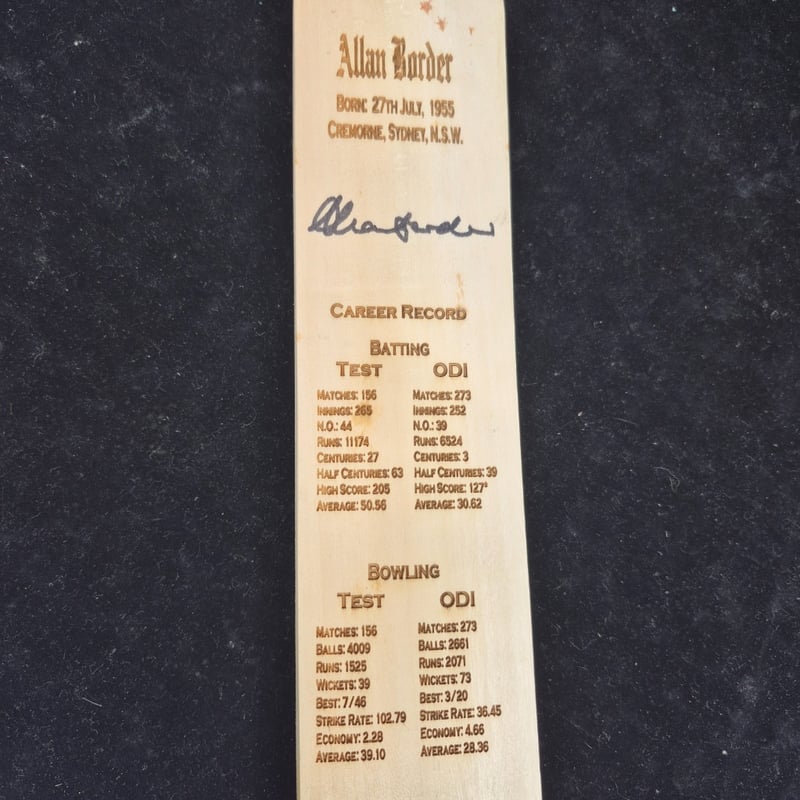 Allan Border
BORN: 27TH JULY, 1955
CREMORNE, SYDNEY, N.S.W.
Allan Border
CAREER RECORD
BATTING
TEST ODI
MATCHES: 156 MATCHES: 273
INNINGS: 265 INNINGS: 252
N.O.: 44 N.O.: 39
RUNS: 11174 RUNS: 6524
CENTURIES: 27 CENTURIES: 3
HALF CENTURIES: 63 HALF CENTURIES: 39
HIGH SCORE: 205 HIGH SCORE: 127*
AVERAGE: 50.56 AVERAGE: 30.62
BOWLING
TEST ODI
MATCHES: 156 MATCHES: 273
BALLS: 4009 BALLS: 2661
RUNS: 1525 RUNS: 2071
WICKETS: 39 WICKETS: 73
BEST: 7/46 BEST: 3/20
STRIKE RATE: 102.79 STRIKE RATE: 36.45
ECONOMY: 2.28 ECONOMY: 4.66
AVERAGE: 39.10 AVERAGE: 28.36